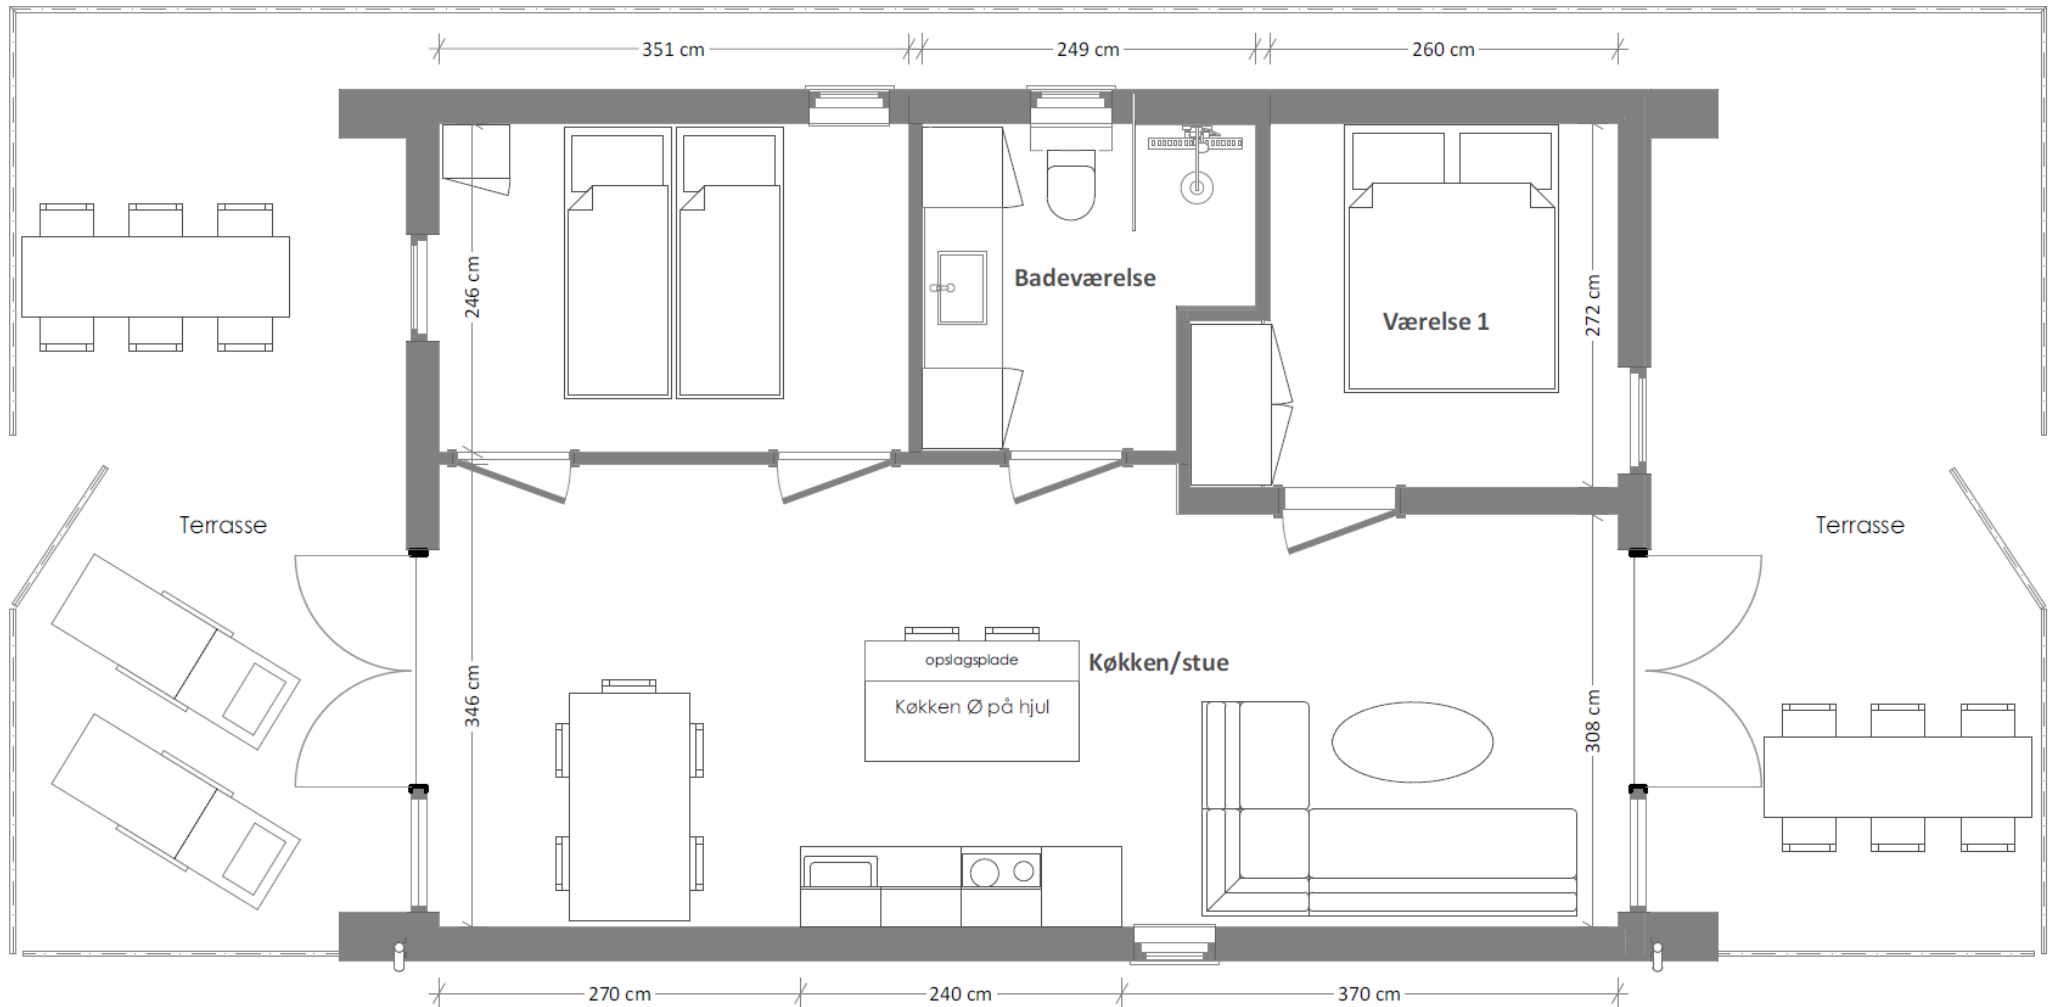 351 cm
249 cm
260 cm
246 cm
Badeværelse
272 cm
Værelse 1
Terrasse
Terrasse
opslagsplade
Køkken/stue
346 cm
Køkken Ø på hjul
308 cm
270 cm
240 cm
370 cm